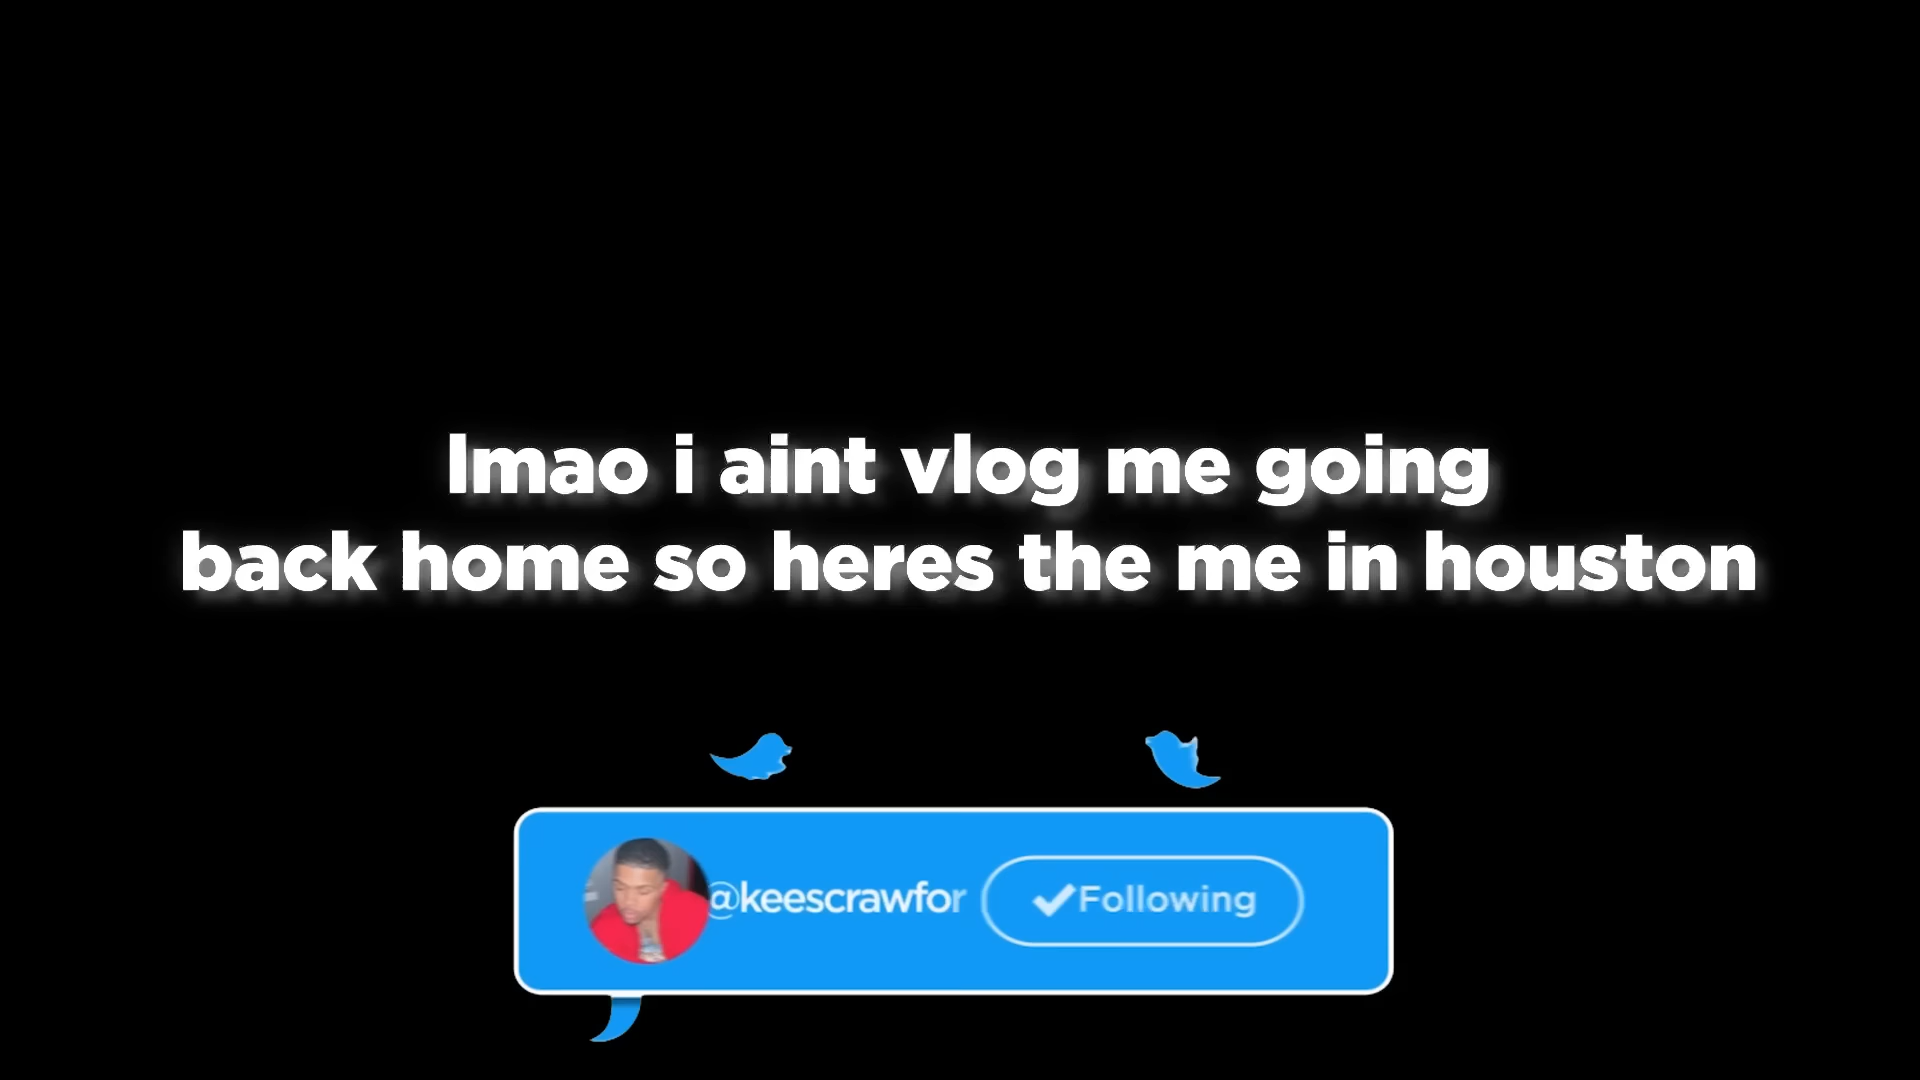 lmao i aint vlog me going
back home so heres the me in houston
@keescrawfor Following